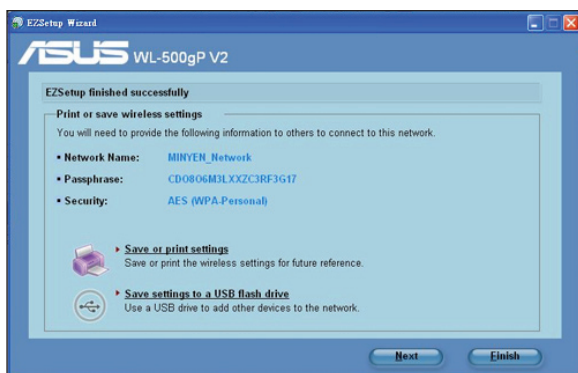 EZSetup Wizard
ASUS WL-500gP V2
EZSetup finished successfully
Print or save wireless settings
You will need to provide the following information to others to connect to this network.
• Network Name: MINYEN_Network
• Passphrase: CDO8O6M3LXXZC3RF3G17
• Security: AES (WPA-Personal)
Save or print settings
Save or print the wireless settings for future reference.
Save settings to a USB flash drive
Use a USB drive to add other devices to the network.
Next Finish